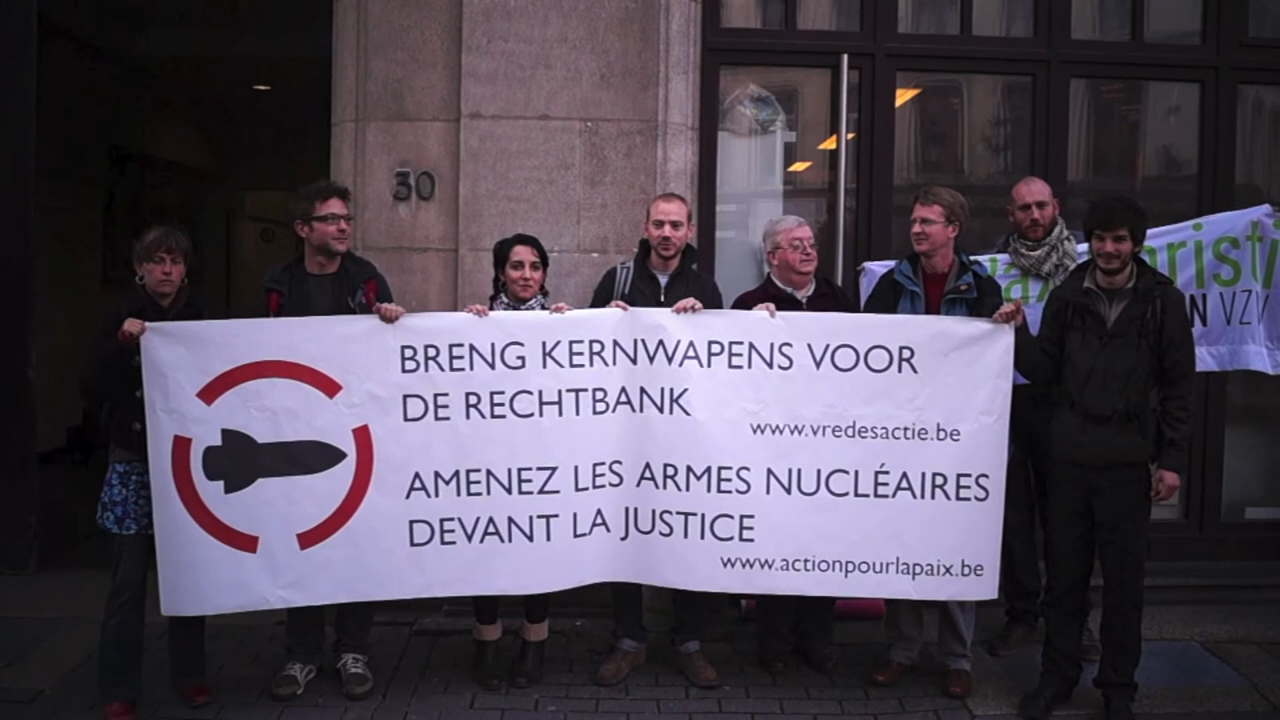 30
BRENG KERNWAPENS VOOR
DE RECHTBANK
www.vredesactie.be
AMENEZ LES ARMES NUCLÉAIRES
DEVANT LA JUSTICE
www.actionpourlapaix.be
VZW